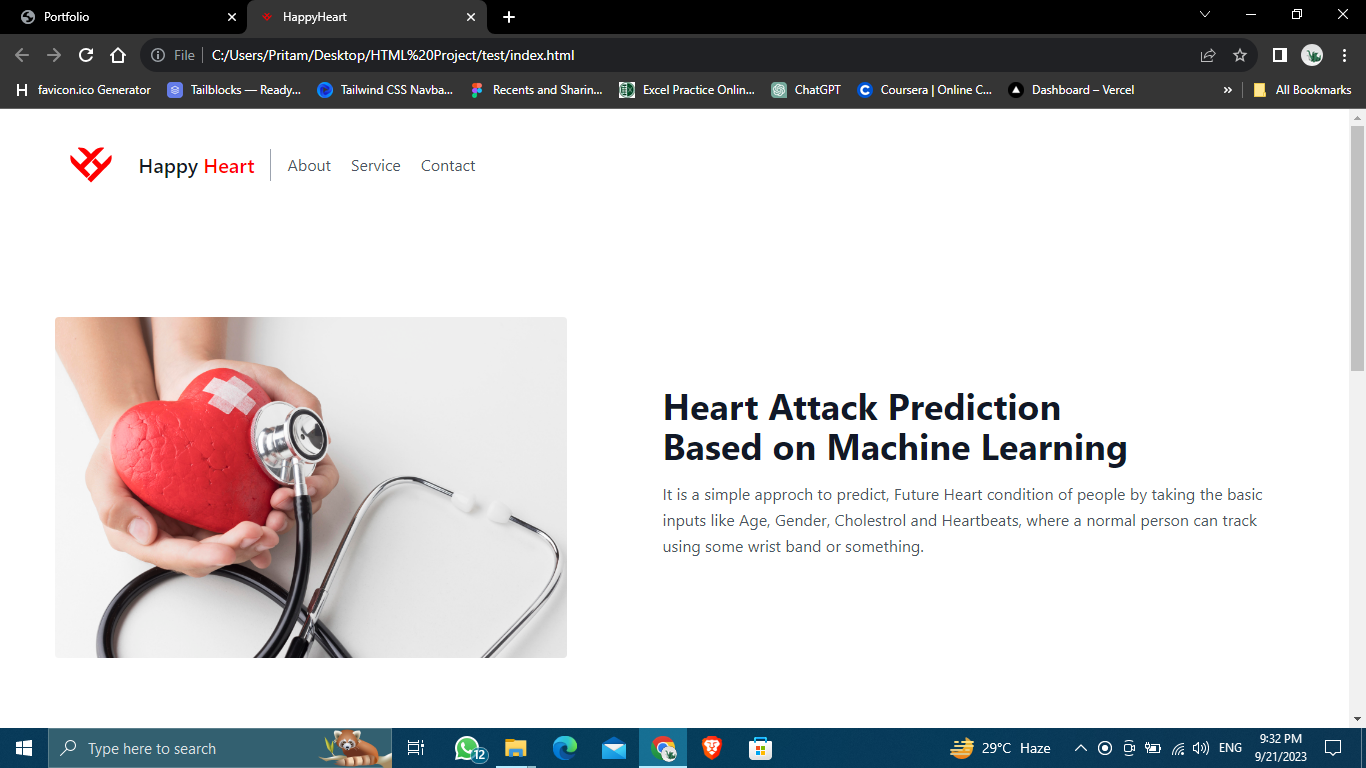 Portfolio
HappyHeart
File
C:/Users/Pritam/Desktop/HTML%20Project/test/index.html
favicon.ico Generator
Tailblocks — Ready...
Tailwind CSS Navba...
Recents and Sharin...
Excel Practice Onlin...
ChatGPT
Coursera | Online C...
Dashboard – Vercel
»
All Bookmarks
Happy Heart
About
Service
Contact
Heart Attack Prediction
Based on Machine Learning
It is a simple approch to predict, Future Heart condition of people by taking the basic
inputs like Age, Gender, Cholestrol and Heartbeats, where a normal person can track
using some wrist band or something.
Type here to search
12
29°C Haze
ENG
9:32 PM
9/21/2023